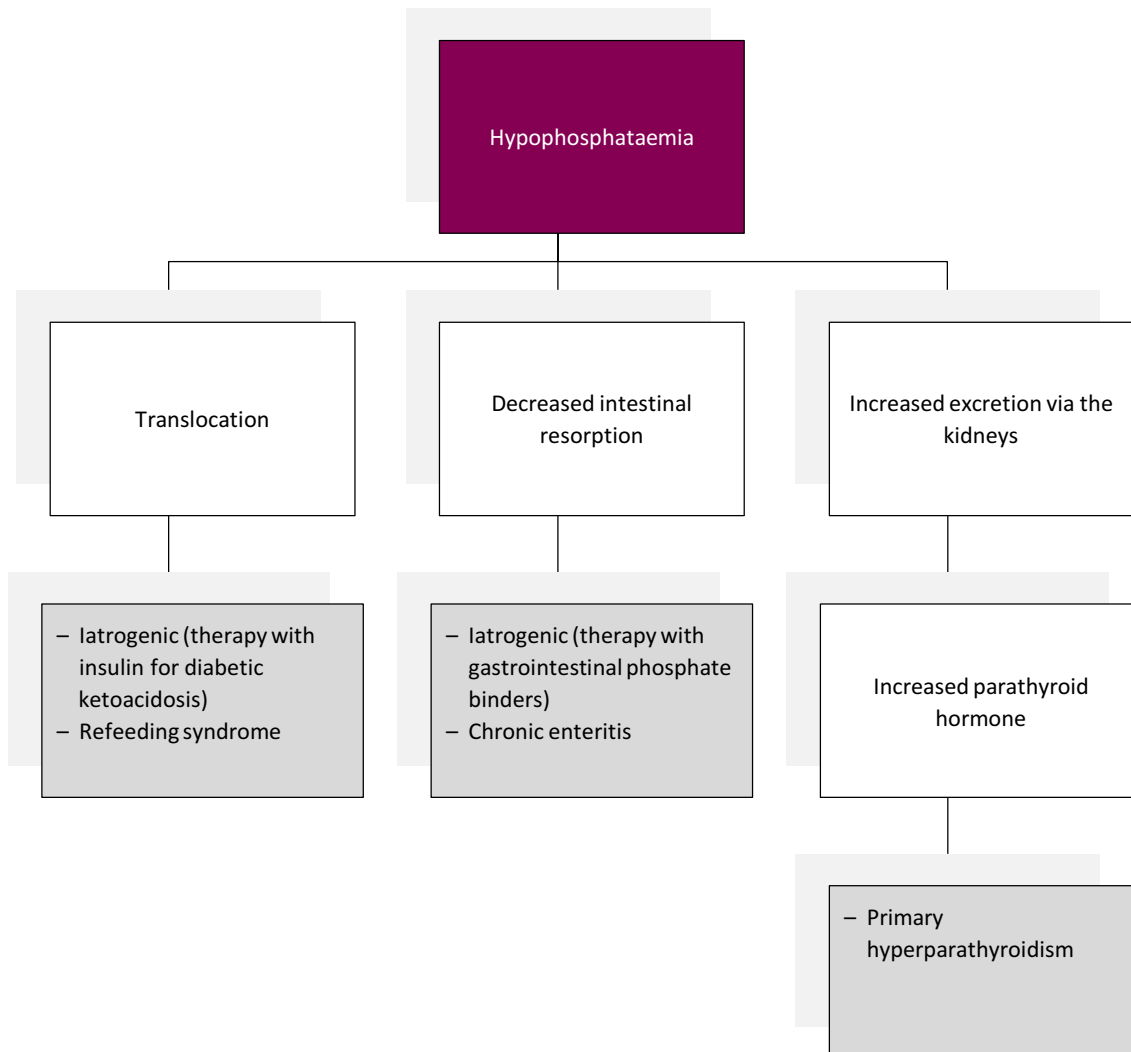 Hypophosphataemia
Translocation
Decreased intestinal
resorption
Increased excretion via the
kidneys
– Iatrogenic (therapy with
insulin for diabetic
ketoacidosis)
– Refeeding syndrome
– Iatrogenic (therapy with
gastrointestinal phosphate
binders)
– Chronic enteritis
Increased parathyroid
hormone
– Primary
hyperparathyroidism